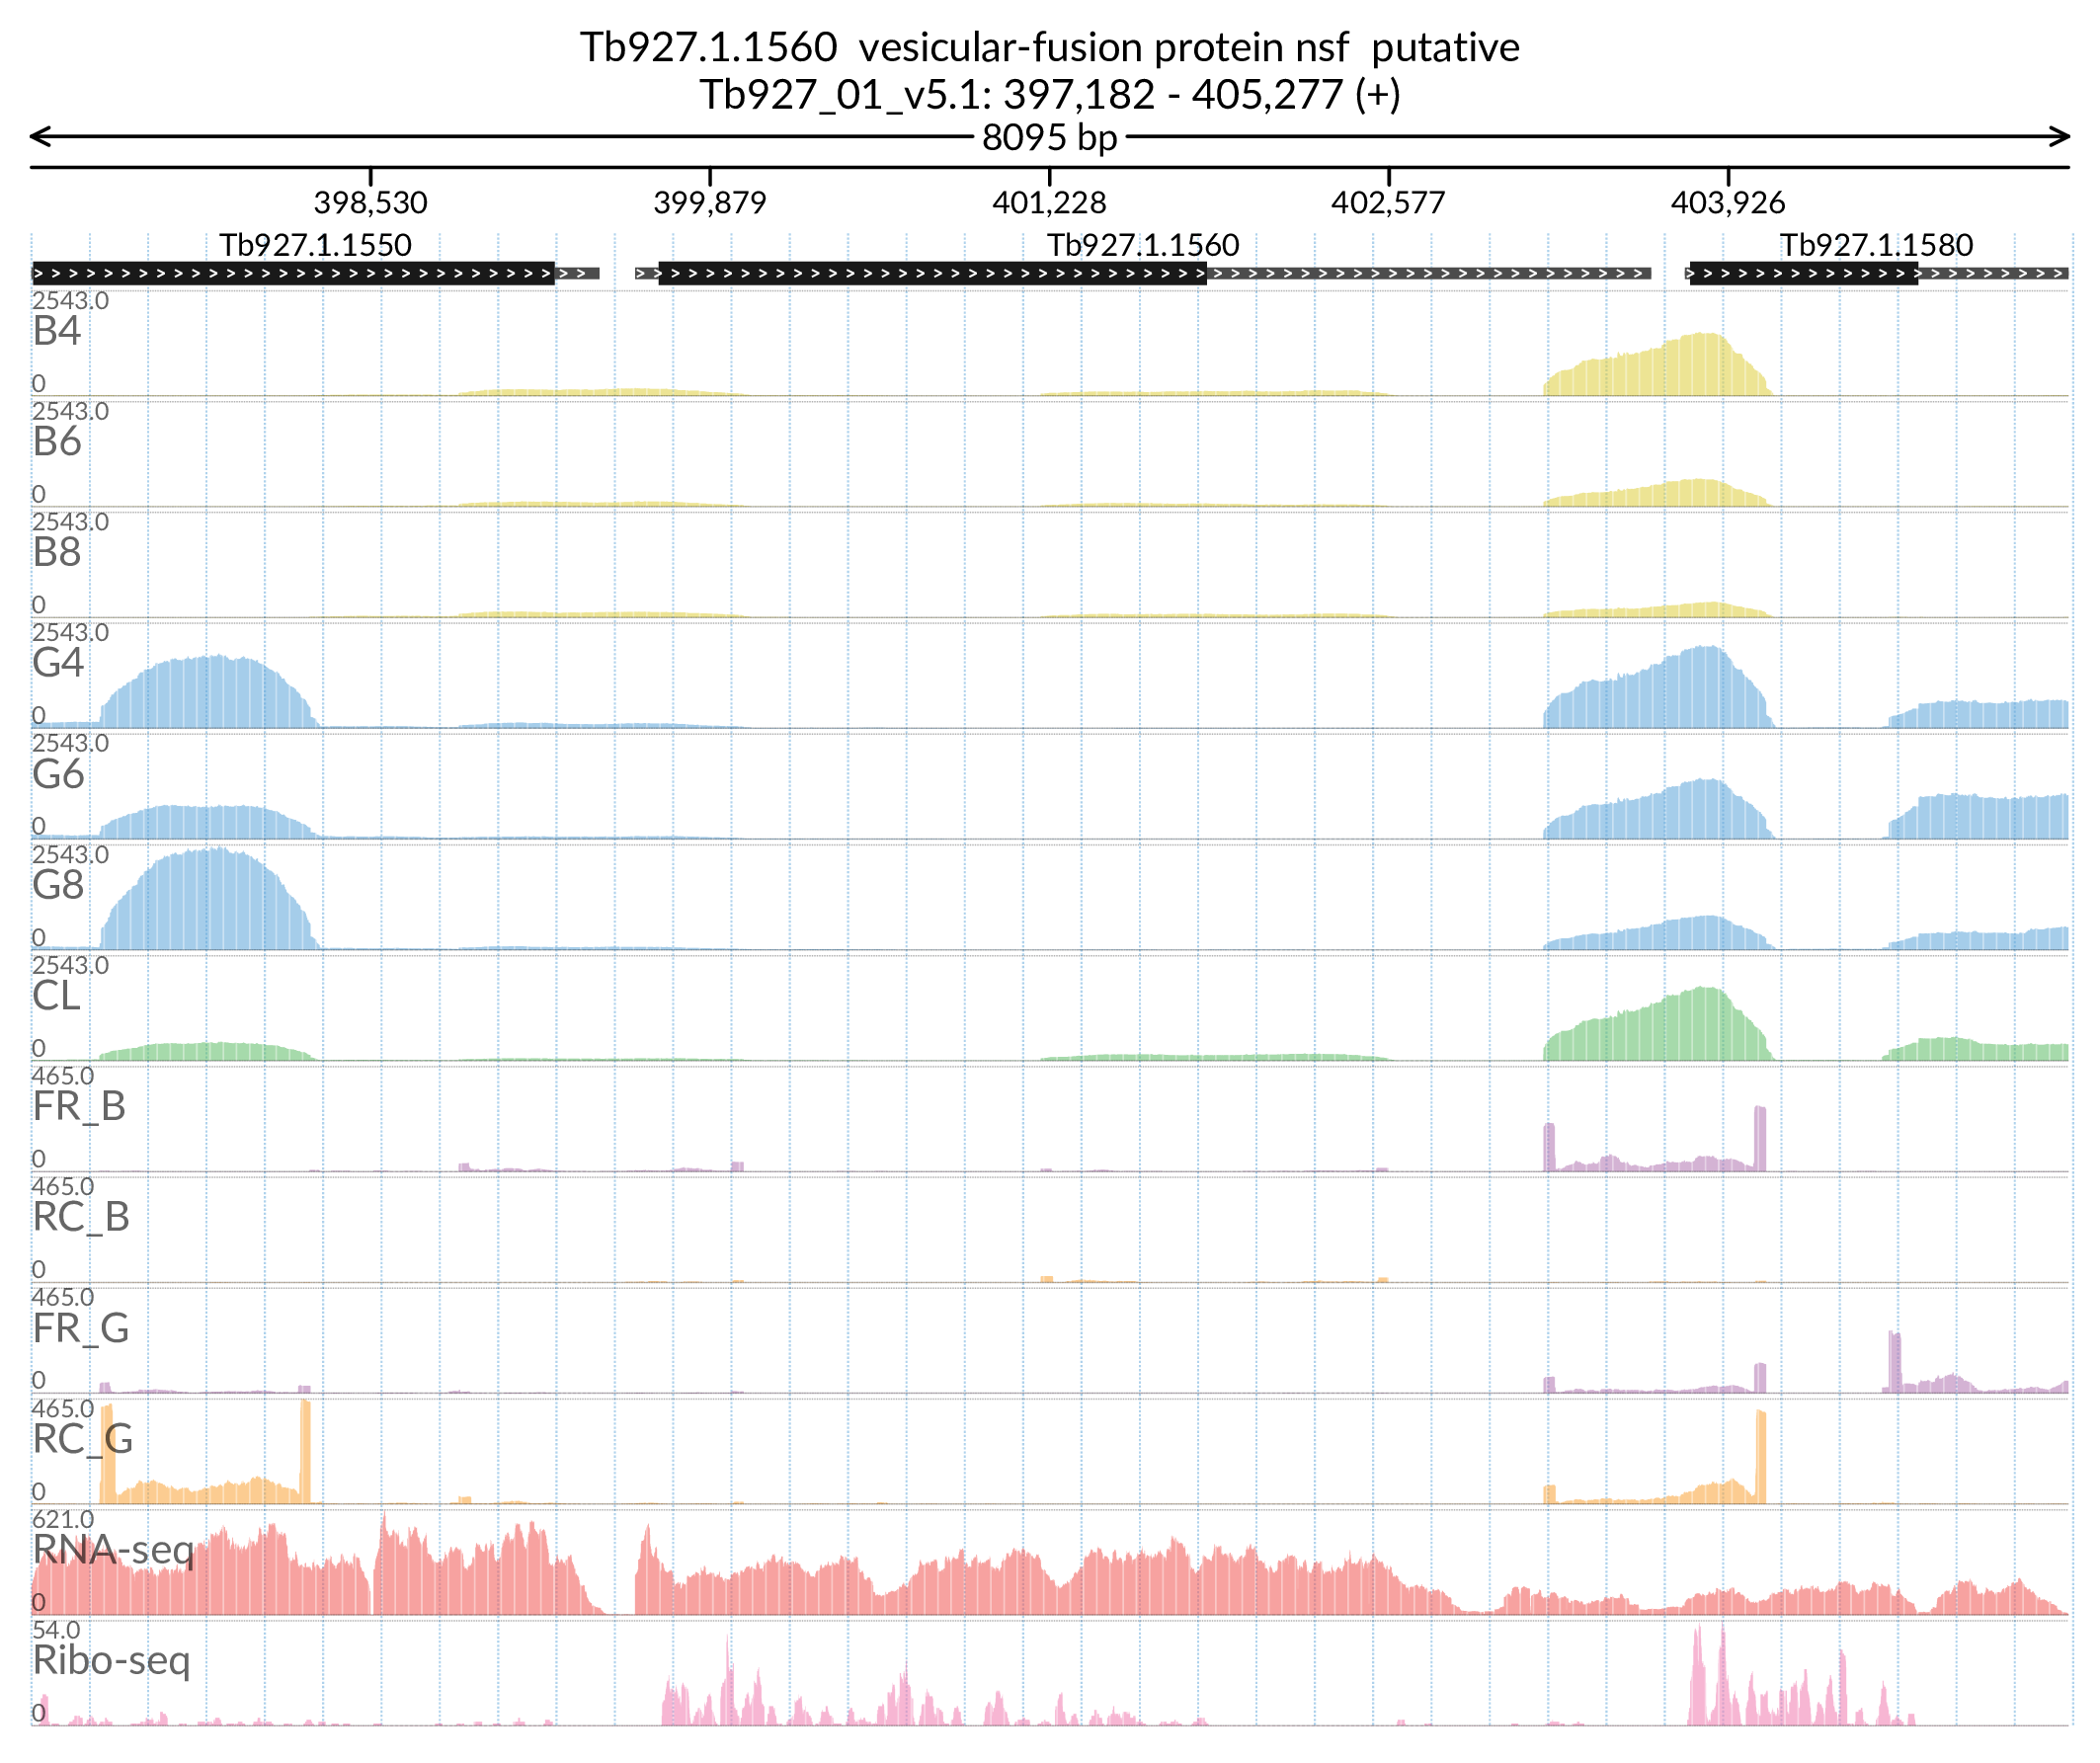 Tb927.1.1560  vesicular-fusion protein nsf  putative
Tb927_01_v5.1: 397,182 - 405,277 (+)
8095 bp
398,530 399,879 401,228 402,577 403,926
Tb927.1.1550 Tb927.1.1560 Tb927.1.1580
2543.0
B4
0
2543.0
B6
0
2543.0
B8
0
2543.0
G4
0
2543.0
G6
0
2543.0
G8
0
2543.0
CL
0
465.0
FR_B
0
465.0
RC_B
0
465.0
FR_G
0
465.0
RC_G
0
621.0
RNA-seq
0
54.0
Ribo-seq
0